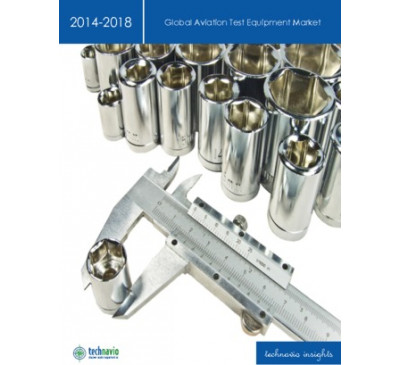 2014-2018
Global Aviation Test Equipment Market
technavio
technavio insights